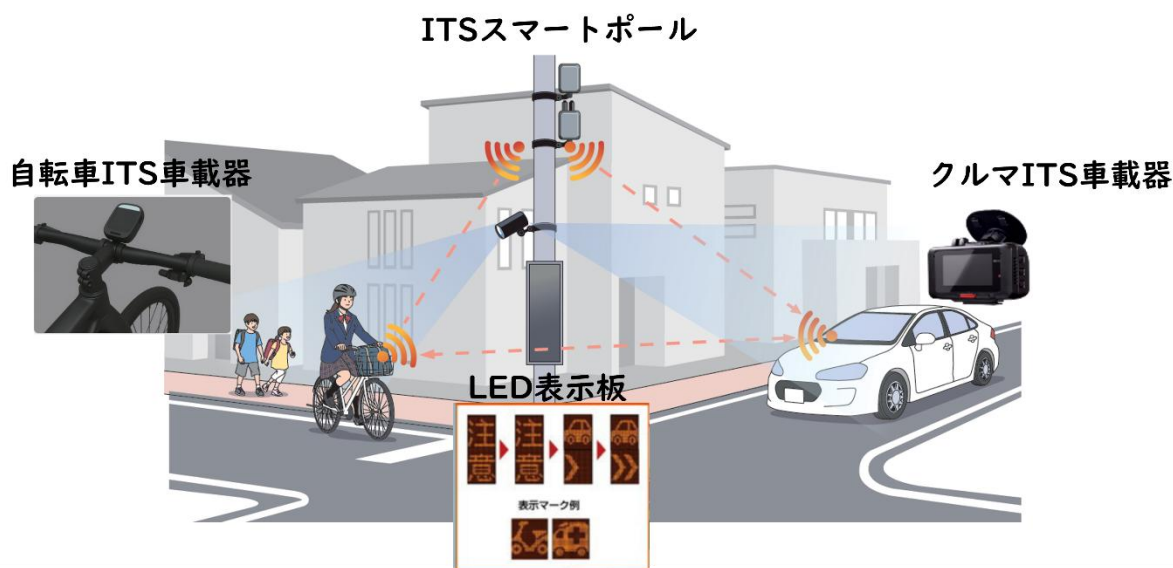 ITSスマートポール
自転車ITS車載器
クルマITS車載器
LED表示板
注意
注意
表示マーク例